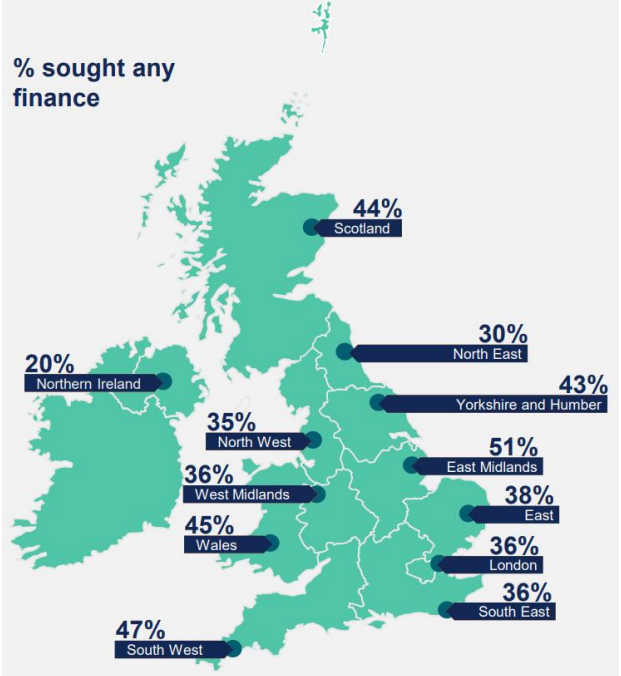 % sought any
finance
44%
Scotland
30%
North East
20%
Northern Ireland
43%
Yorkshire and Humber
35%
North West
51%
East Midlands
36%
West Midlands
38%
East
45%
Wales
36%
London
36%
South East
47%
South West